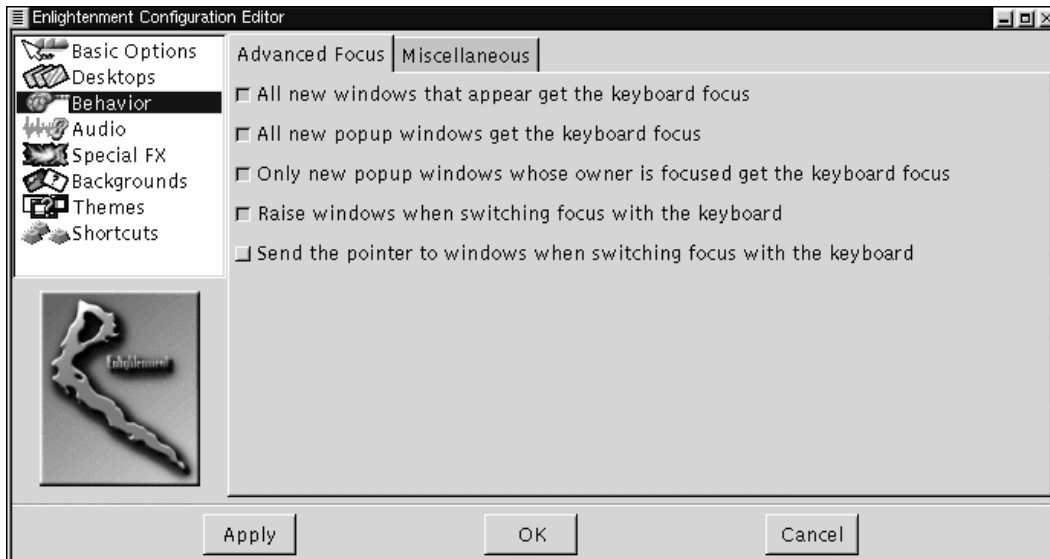 Enlightenment Configuration Editor
Basic Options
Desktops
Behavior
Audio
Special FX
Backgrounds
Themes
Shortcuts
Enlightenment
Advanced Focus
Miscellaneous
All new windows that appear get the keyboard focus
All new popup windows get the keyboard focus
Only new popup windows whose owner is focused get the keyboard focus
Raise windows when switching focus with the keyboard
Send the pointer to windows when switching focus with the keyboard
Apply
OK
Cancel